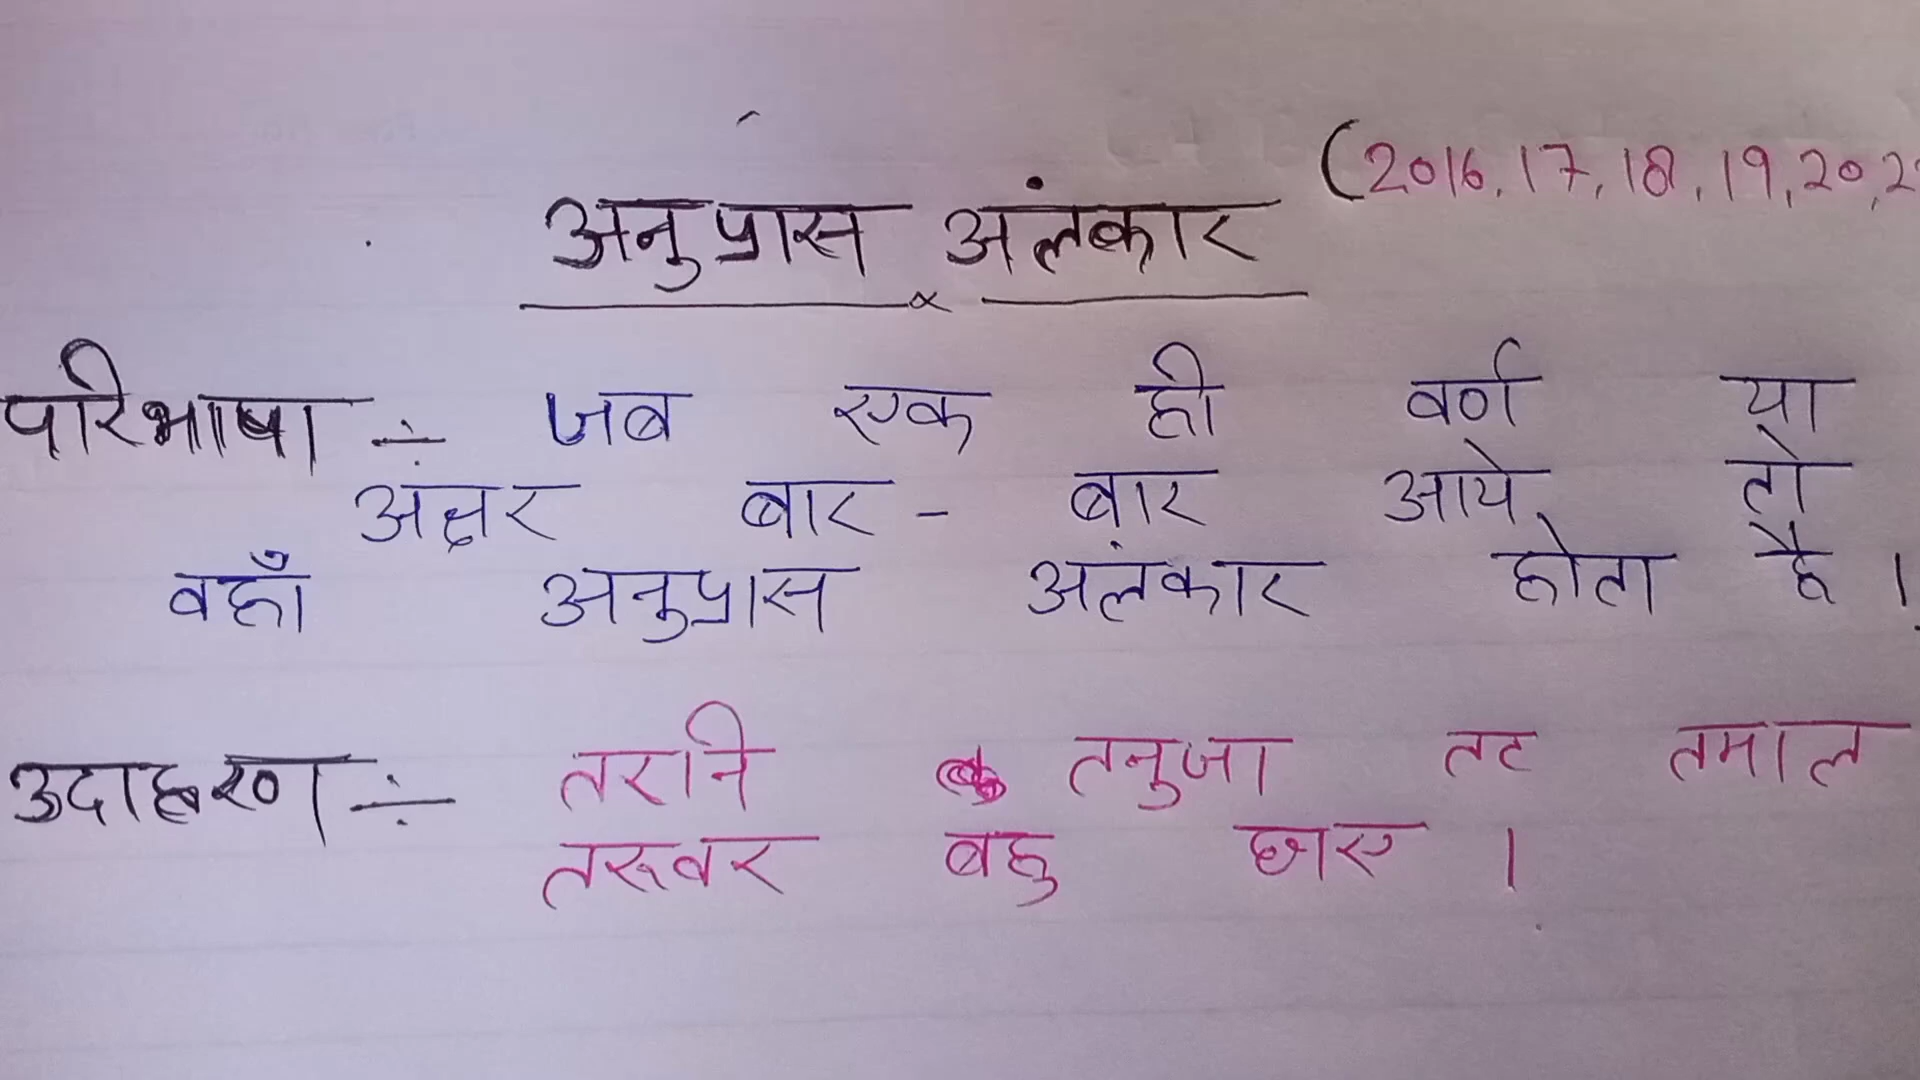 (2016, 17, 18, 19, 20, 2
अनुप्रास अलंकार
परिभाषा ÷ जब एक ही वर्ण या
अंक्षर बार - बार आये, तो
वहाँ अनुप्रास अलंकार होता है ।
उदाहरण ÷ तरनि तनुजा तट तमाल
तरूवर बहु छाए ।